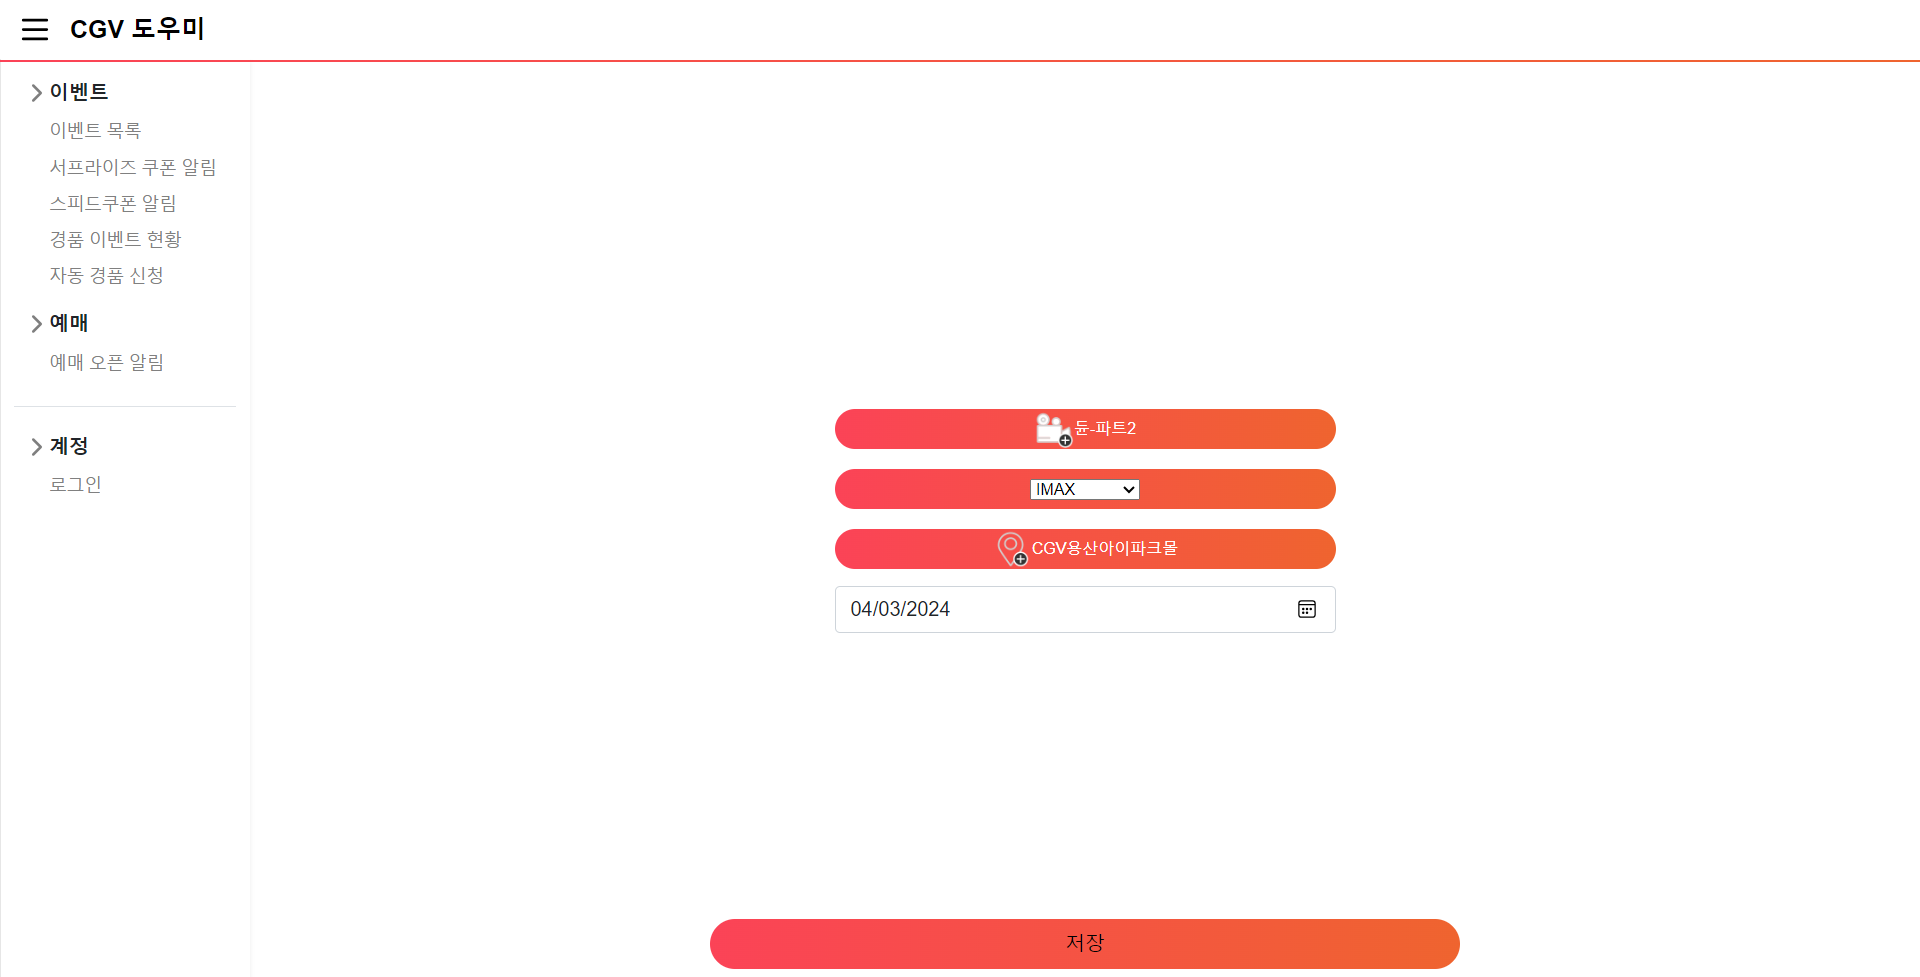 CGV 도우미
이벤트
이벤트 목록
서프라이즈 쿠폰 알림
스피드쿠폰 알림
경품 이벤트 현황
자동 경품 신청
예매
예매 오픈 알림
계정
로그인
듄-파트2
IMAX
CGV용산아이파크몰
04/03/2024
저장